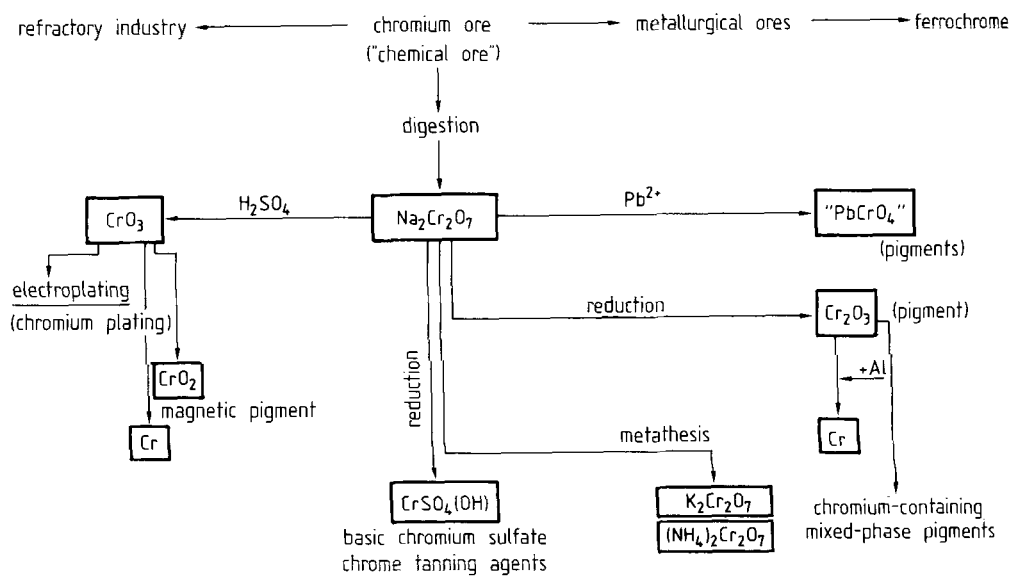 refractory industry
chromium ore
("chemical ore")
metallurgical ores
ferrochrome
digestion
CrO₃
H₂SO₄
Na₂Cr₂O₇
Pb²⁺
"PbCrO₄"
(pigments)
electroplating
(chromium plating)
reduction
Cr₂O₃
(pigment)
+Al
CrO₂
magnetic pigment
reduction
Cr
metathesis
Cr
CrSO₄(OH)
basic chromium sulfate
chrome tanning agents
K₂Cr₂O₇
(NH₄)₂Cr₂O₇
chromium-containing
mixed-phase pigments